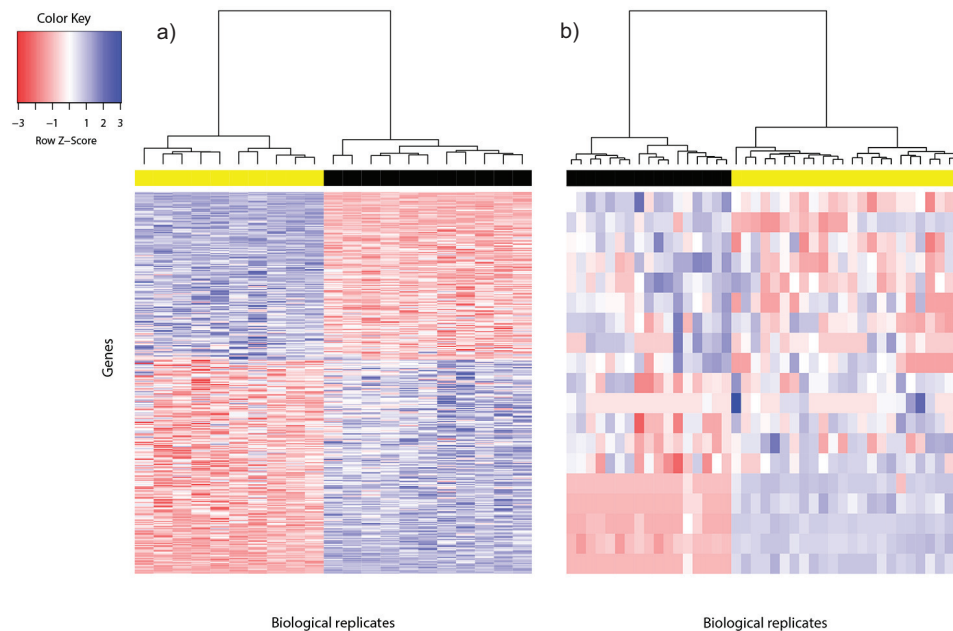 Color Key
−3 −1 1 2 3
Row Z−Score
a)
b)
Genes
Biological replicates
Biological replicates